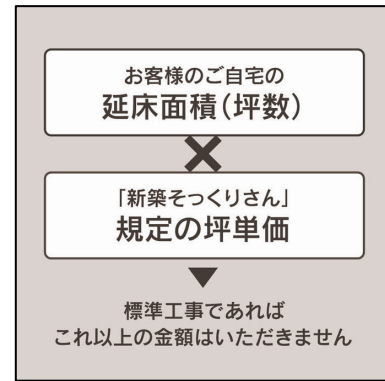 お客様のご自宅の
延床面積(坪数)
×
「新築そっくりさん」
規定の坪単価
▼
標準工事であれば
これ以上の金額はいただきません